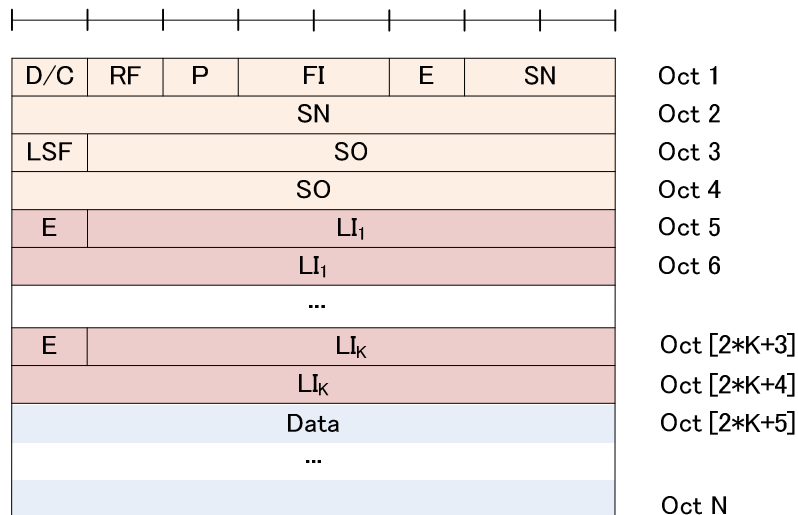 D/C RF P FI E SN Oct 1
SN Oct 2
LSF SO Oct 3
SO Oct 4
E LI₁ Oct 5
LI₁ Oct 6
...
E LIₖ Oct [2*K+3]
LIₖ Oct [2*K+4]
Data Oct [2*K+5]
...
Oct N